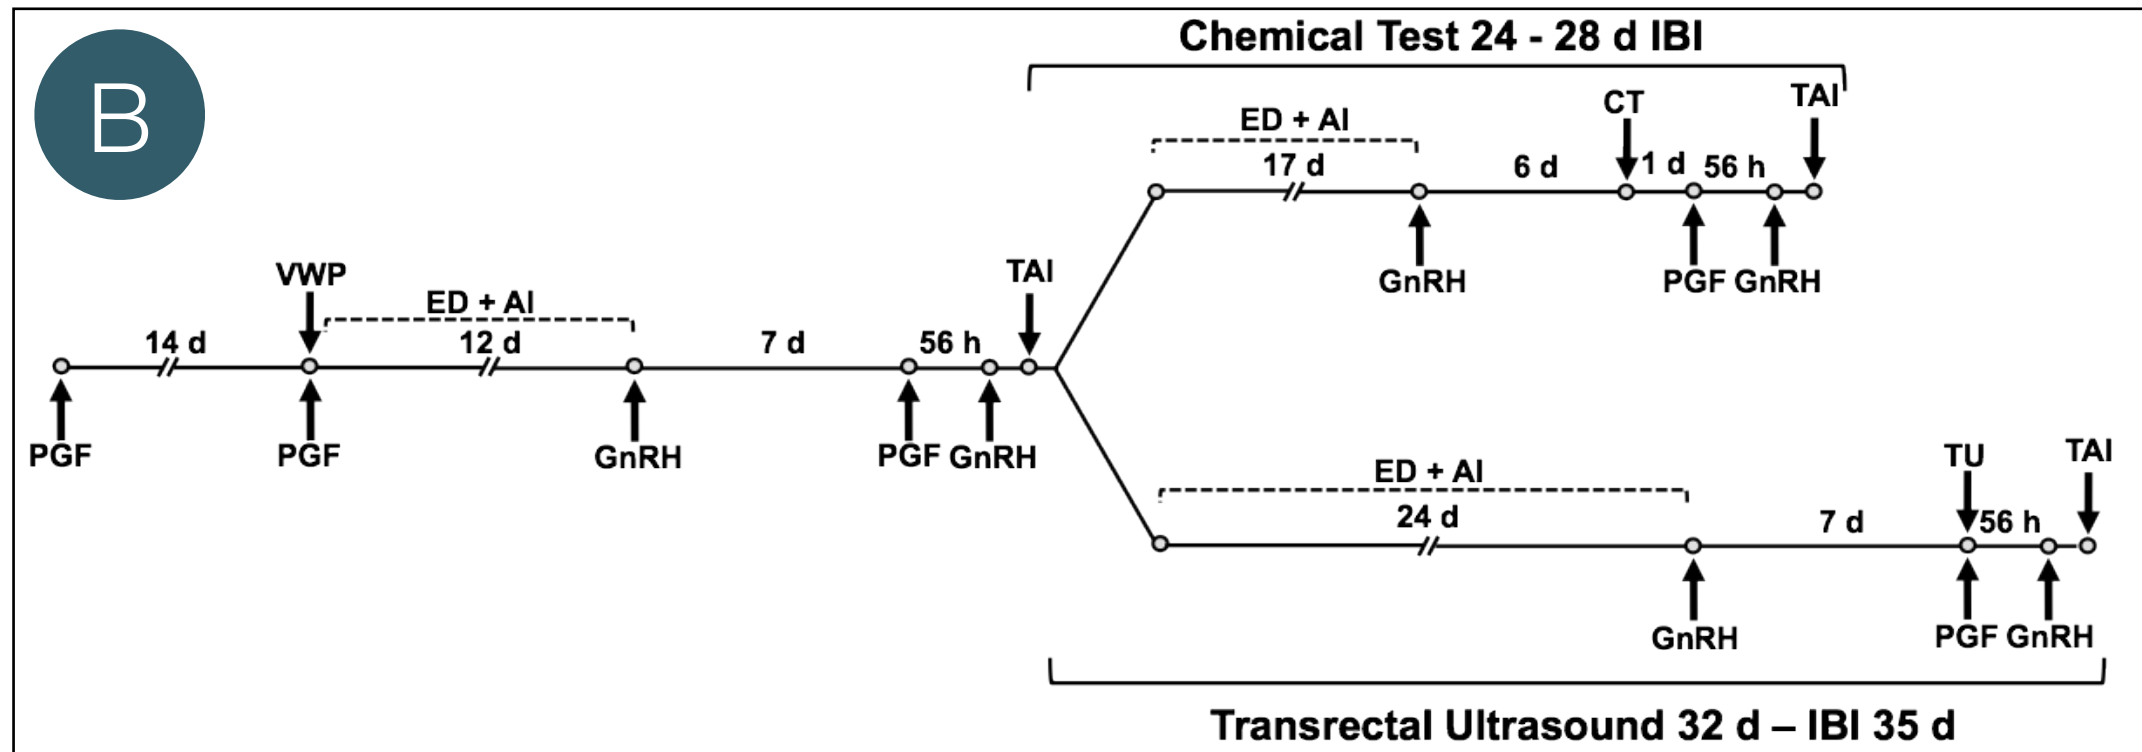 B
Chemical Test 24 - 28 d IBI
CT
TAI
ED + AI
17 d
6 d
1 d
56 h
GnRH
PGF
GnRH
VWP
TAI
ED + AI
14 d
12 d
7 d
56 h
PGF
PGF
GnRH
PGF
GnRH
TU
TAI
ED + AI
24 d
7 d
56 h
GnRH
PGF
GnRH
Transrectal Ultrasound 32 d – IBI 35 d